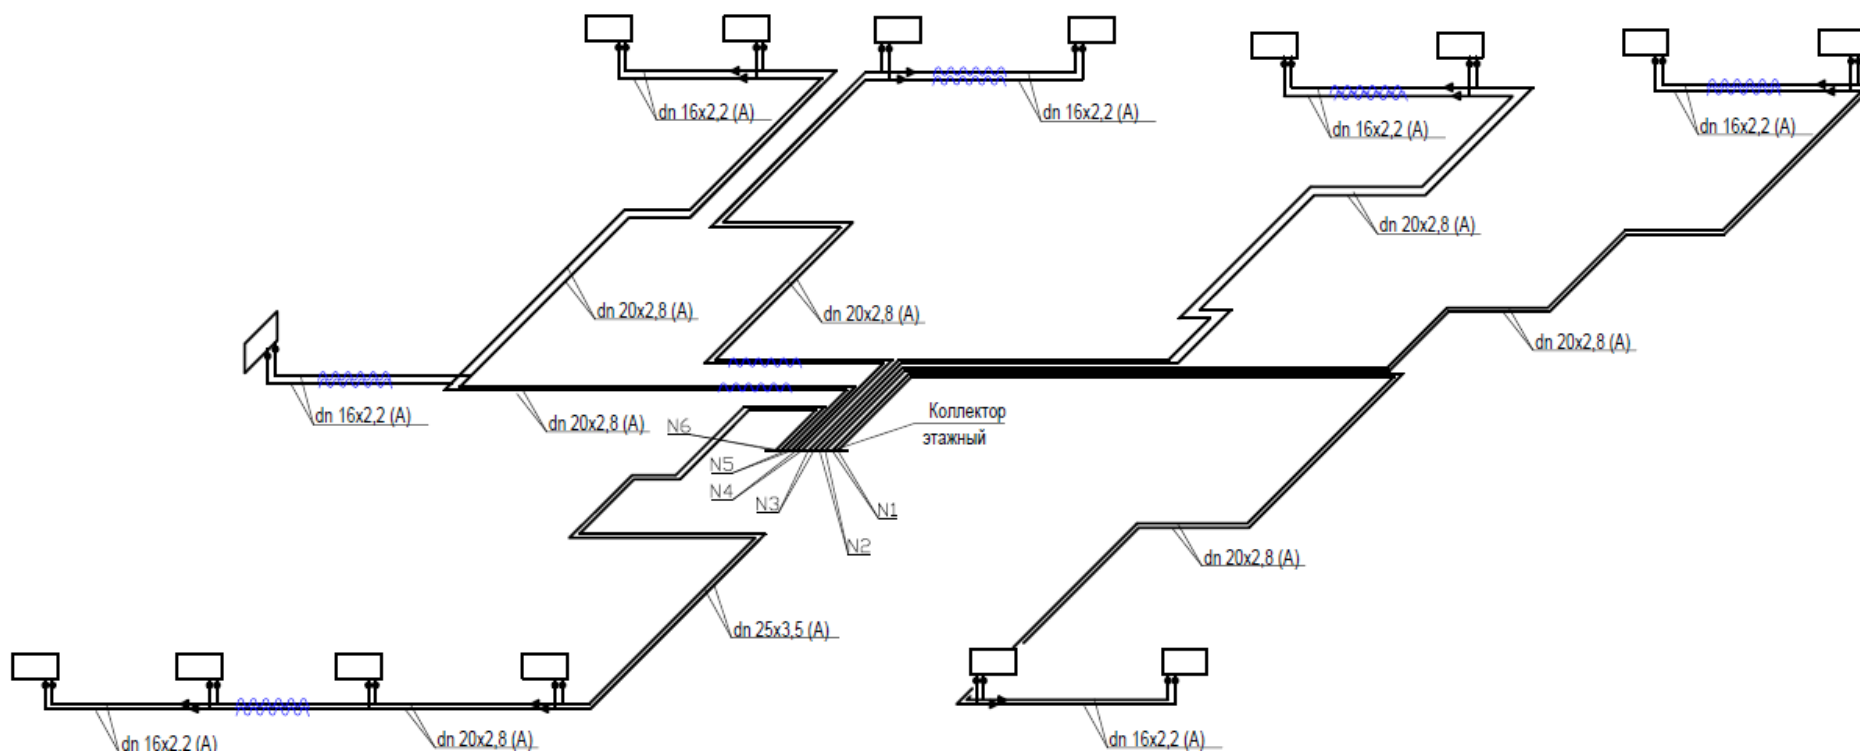 dn 16x2,2 (A)
dn 16x2,2 (A)
dn 16x2,2 (A)
dn 16x2,2 (A)
dn 20x2,8 (A)
dn 20x2,8 (A)
dn 20x2,8 (A)
dn 20x2,8 (A)
dn 16x2,2 (A)
dn 20x2,8 (A)
Коллектор
этажный
N6
N5
N4
N3
N1
N2
dn 20x2,8 (A)
dn 25x3,5 (A)
dn 16x2,2 (A)
dn 20x2,8 (A)
dn 16x2,2 (A)